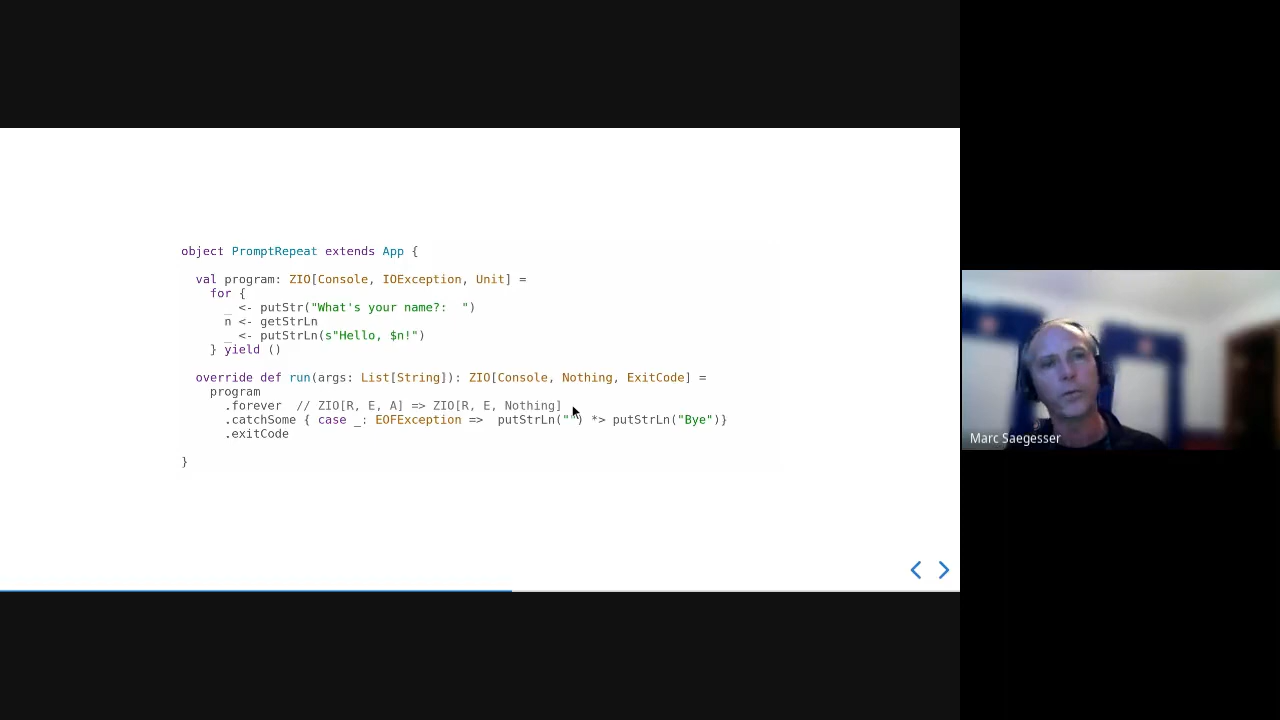 object PromptRepeat extends App {
val program: ZIO[Console, IOException, Unit] =
for {
_ <- putStr("What's your name?:  ")
n <- getStrLn
_ <- putStrLn(s"Hello, $n!")
} yield ()
override def run(args: List[String]): ZIO[Console, Nothing, ExitCode] =
program
.forever  // ZIO[R, E, A] => ZIO[R, E, Nothing]
.catchSome { case _: EOFException =>  putStrLn("") *> putStrLn("Bye")}
.exitCode
}
Marc Saegesser